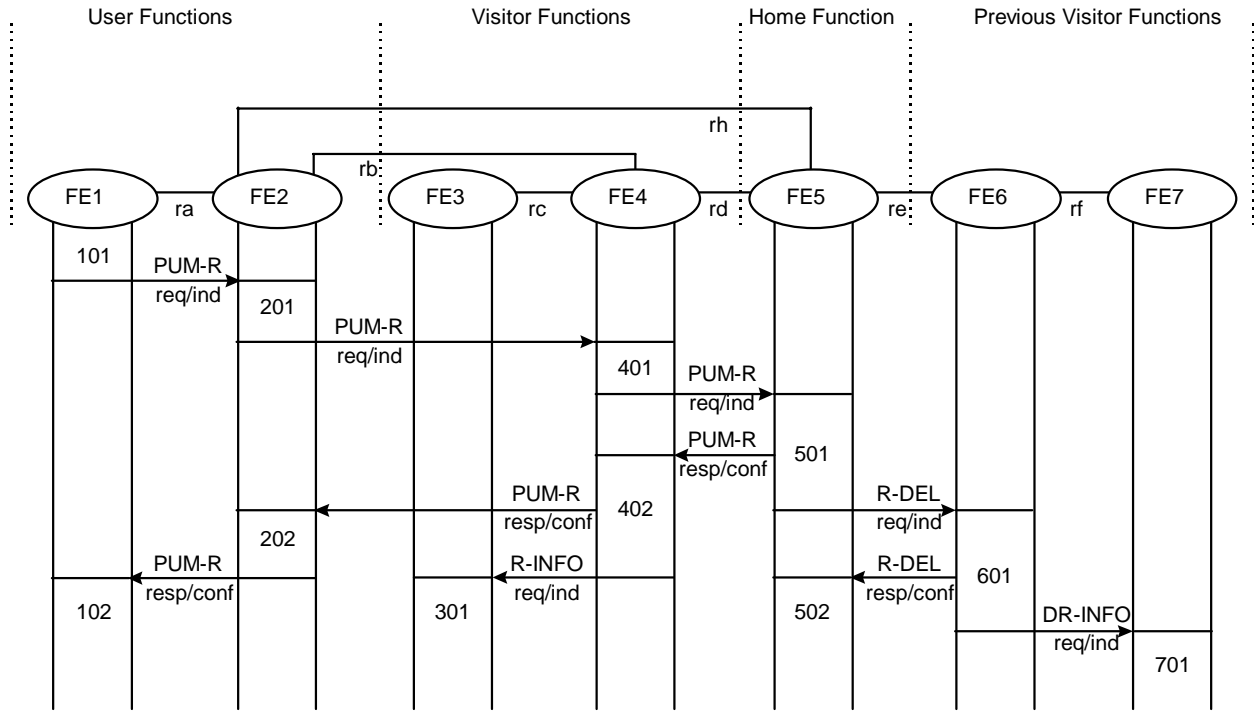 User Functions
Visitor Functions
Home Function
Previous Visitor Functions
rh
rb
FE1
FE2
FE3
FE4
FE5
FE6
FE7
ra
rc
rd
re
rf
101
PUM-R
req/ind
201
PUM-R
req/ind
401
PUM-R
req/ind
PUM-R
resp/conf
501
PUM-R
resp/conf
402
R-DEL
req/ind
202
PUM-R
resp/conf
R-INFO
req/ind
R-DEL
resp/conf
601
102
301
502
DR-INFO
req/ind
701